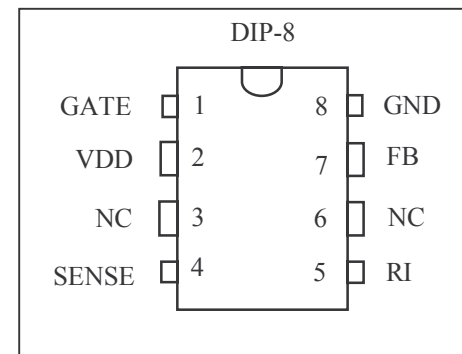 DIP-8
GATE 1 8 GND
VDD 2 7 FB
NC 3 6 NC
SENSE 4 5 RI